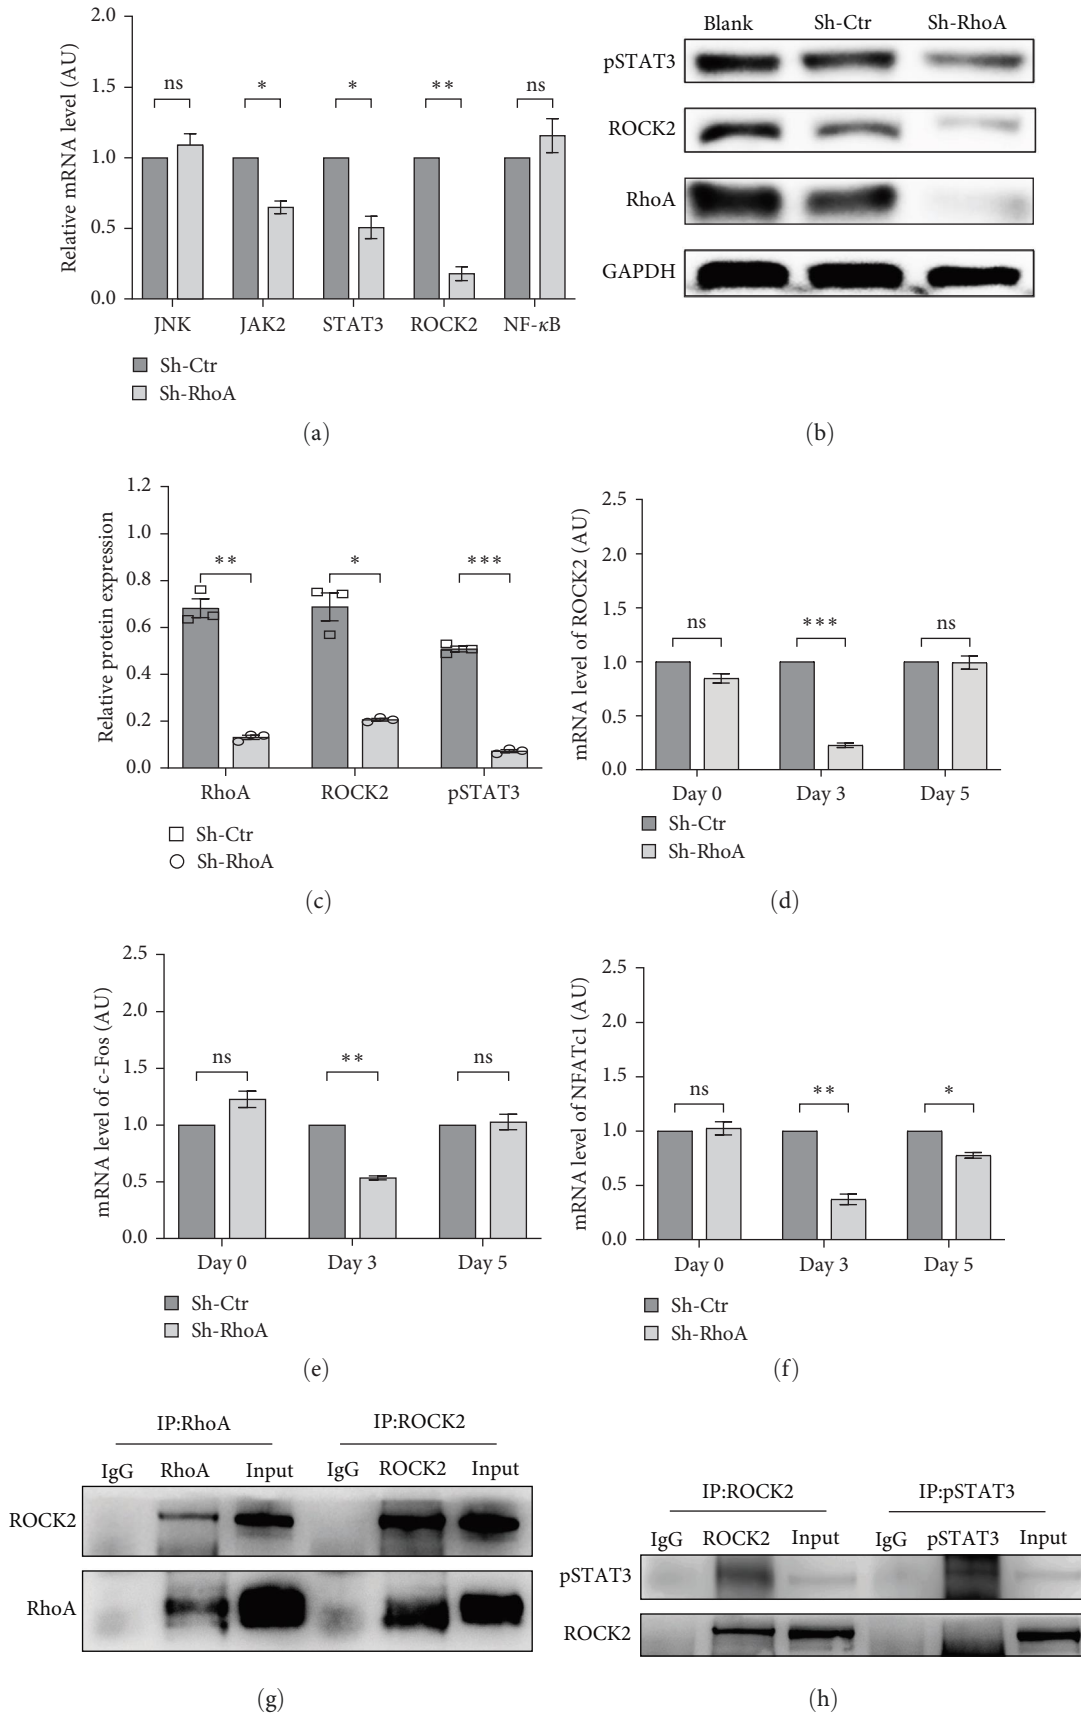 Relative mRNA level (AU)
2.0
1.5
1.0
0.5
0.0
ns
*
*
**
ns
JNK
JAK2
STAT3
ROCK2
NF-κB
Sh-Ctr
Sh-RhoA
(a)
Blank
Sh-Ctr
Sh-RhoA
pSTAT3
ROCK2
RhoA
GAPDH
(b)
Relative protein expression
1.2
1.0
0.8
0.6
0.4
0.2
0.0
**
*
***
RhoA
ROCK2
pSTAT3
Sh-Ctr
Sh-RhoA
(c)
mRNA level of ROCK2 (AU)
2.5
2.0
1.5
1.0
0.5
0.0
ns
***
ns
Day 0
Day 3
Day 5
Sh-Ctr
Sh-RhoA
(d)
mRNA level of c-Fos (AU)
2.5
2.0
1.5
1.0
0.5
0.0
ns
**
ns
Day 0
Day 3
Day 5
Sh-Ctr
Sh-RhoA
(e)
mRNA level of NFATc1 (AU)
2.5
2.0
1.5
1.0
0.5
0.0
ns
**
*
Day 0
Day 3
Day 5
Sh-Ctr
Sh-RhoA
(f)
IP:RhoA
IP:ROCK2
IgG
RhoA
Input
IgG
ROCK2
Input
ROCK2
RhoA
(g)
IP:ROCK2
IP:pSTAT3
IgG
ROCK2
Input
IgG
pSTAT3
Input
pSTAT3
ROCK2
(h)